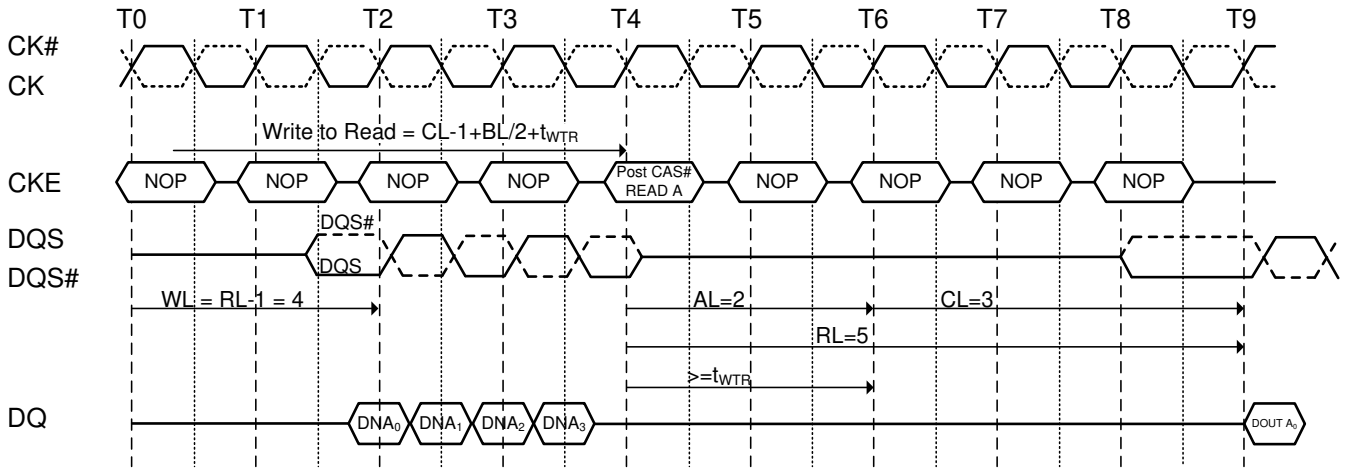 T0 T1 T2 T3 T4 T5 T6 T7 T8 T9
CK#
CK
Write to Read = CL-1+BL/2+tWTR
CKE NOP NOP NOP NOP Post CAS# READ A NOP NOP NOP NOP
DQS#
DQS
DQS
DQS#
WL = RL-1 = 4 AL=2 CL=3
RL=5
>=tWTR
DQ DNA0 DNA1 DNA2 DNA3 DOUT A0